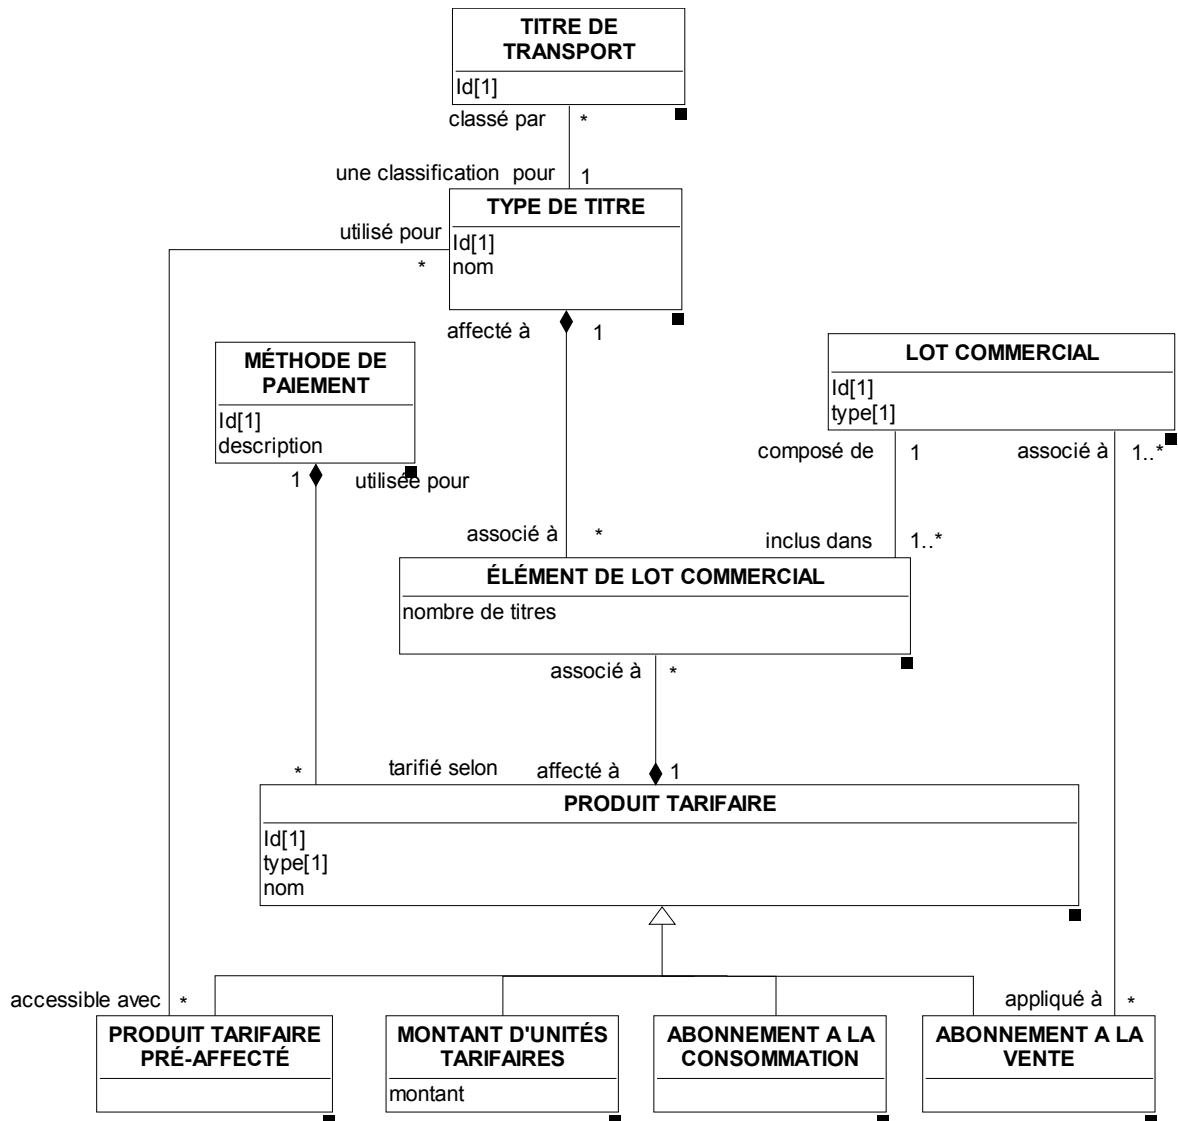 TITRE DE
TRANSPORT
Id[1]
classé par *
une classification pour 1
TYPE DE TITRE
utilisé pour
Id[1]
* nom
affecté à 1
MÉTHODE DE
PAIEMENT
Id[1]
description
LOT COMMERCIAL
Id[1]
type[1]
composé de 1 associé à 1..*
1 utilisée pour
associé à * inclus dans 1..*
ÉLÉMENT DE LOT COMMERCIAL
nombre de titres
associé à *
* tarifié selon affecté à 1
PRODUIT TARIFAIRE
Id[1]
type[1]
nom
accessible avec * appliqué à *
PRODUIT TARIFAIRE
PRÉ-AFFECTÉ
MONTANT D'UNITÉS
TARIFAIRES
montant
ABONNEMENT A LA
CONSOMMATION
ABONNEMENT A LA
VENTE